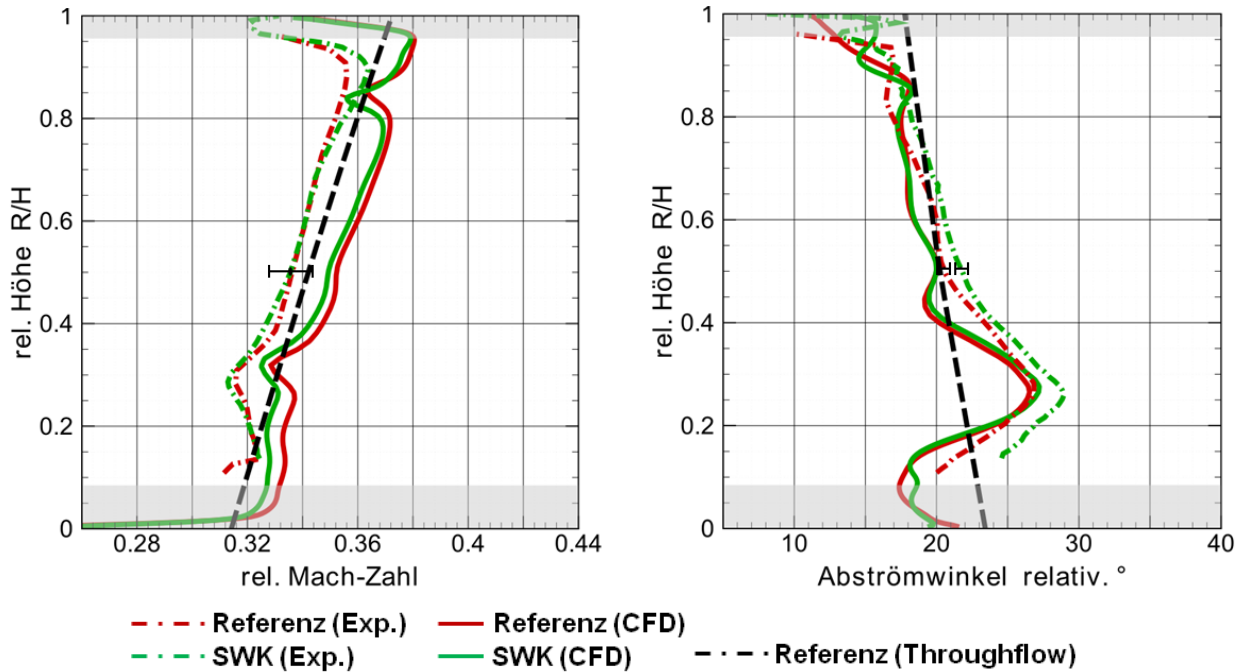 1
0.8
0.6
0.4
0.2
0
rel. Höhe R/H
0.28
0.32
0.36
0.4
0.44
rel. Mach-Zahl
1
0.8
0.6
0.4
0.2
0
rel. Höhe R/H
10
20
30
40
Abströmwinkel relativ. °
Referenz (Exp.)
Referenz (CFD)
SWK (Exp.)
SWK (CFD)
Referenz (Throughflow)